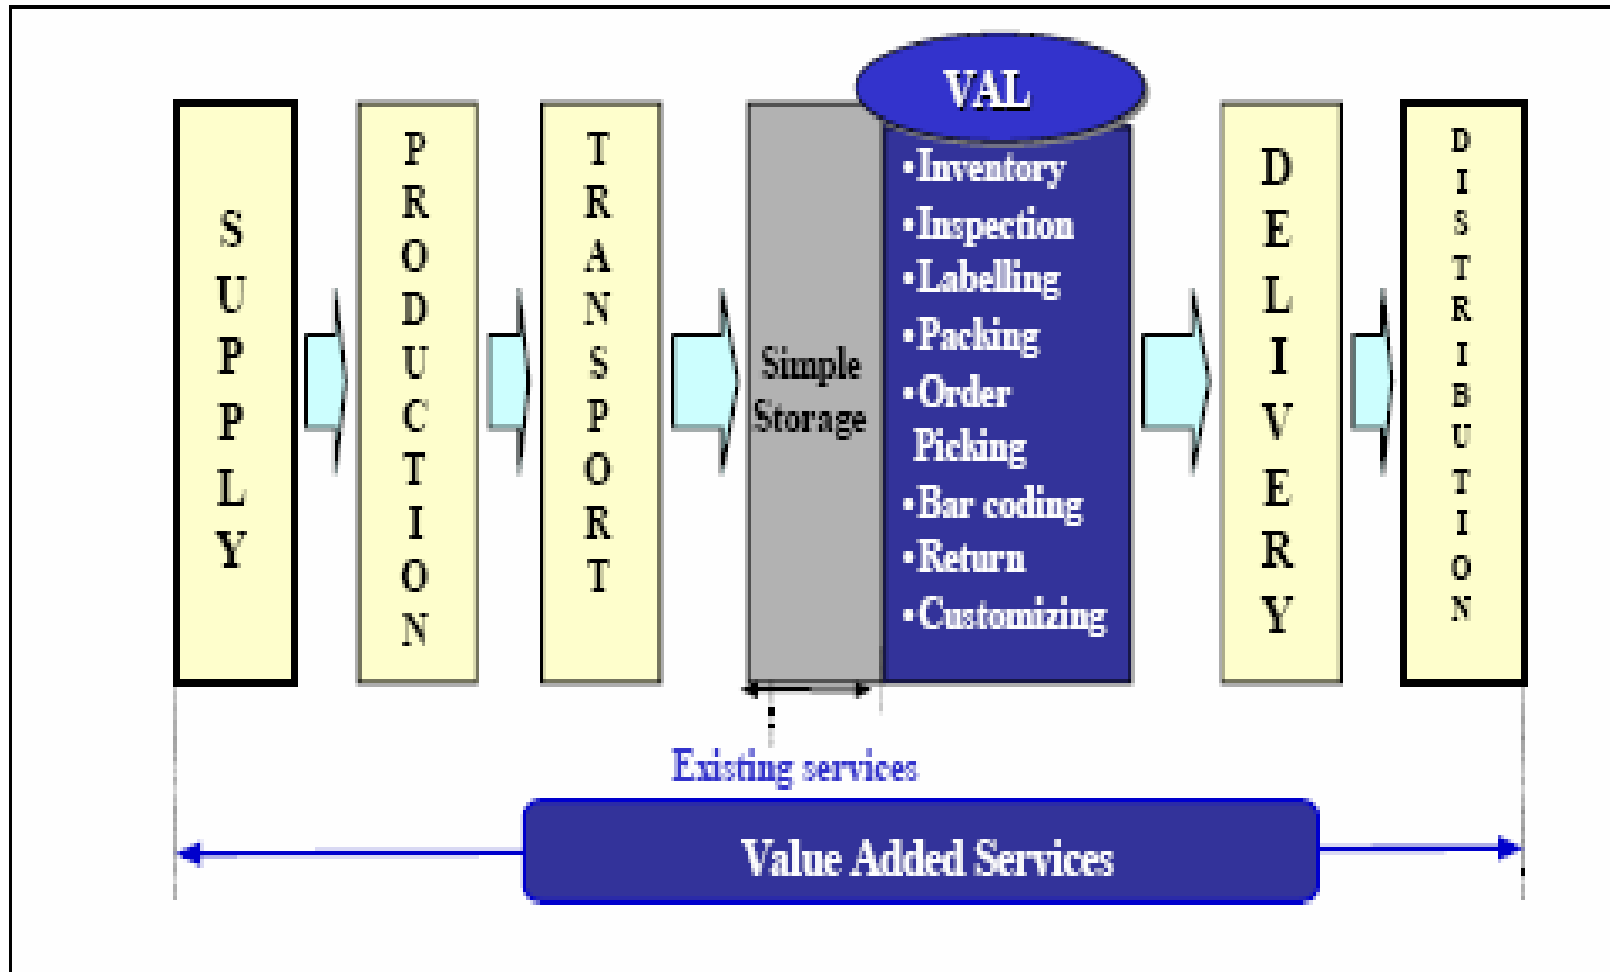 SUPPLY
PRODUCTION
TRANSPORT
Simple
Storage
VAL
•Inventory
•Inspection
•Labelling
•Packing
•Order
Picking
•Bar coding
•Return
•Customizing
DELIVERY
DISTRIBUTION
Existing services
Value Added Services